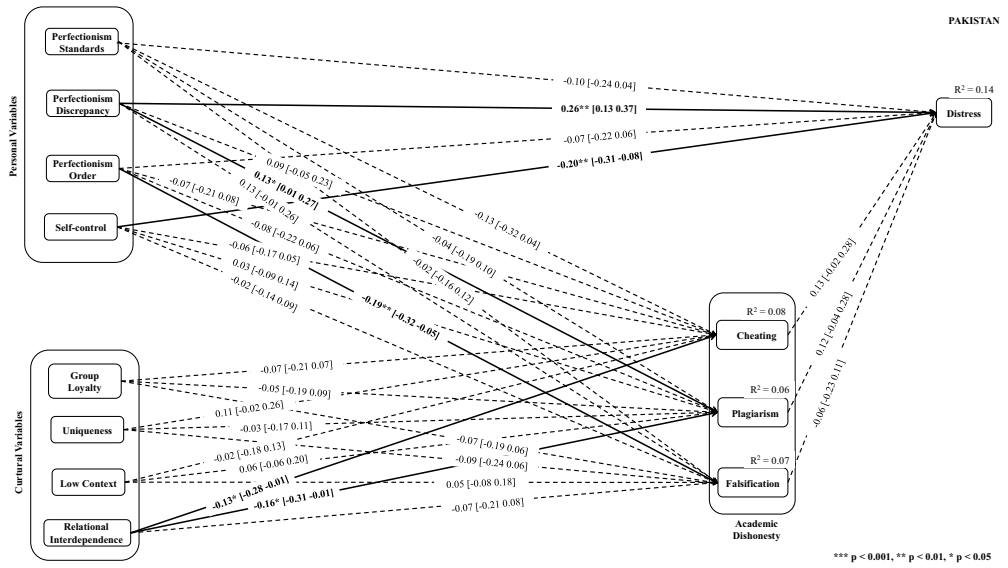 PAKISTAN
Personal Variables
Perfectionism
Standards
Perfectionism
Discrepancy
Perfectionism
Order
Self-control
-0.10 [-0.24 0.04]
0.26** [0.13 0.37]
-0.07 [-0.22 0.06]
-0.20** [-0.31 -0.08]
R² = 0.14
Distress
0.09 [-0.05 0.23]
0.13* [0.01 0.27]
0.13 [-0.01 0.26]
-0.07 [-0.21 0.08]
-0.08 [-0.22 0.06]
-0.06 [-0.17 0.05]
0.03 [-0.09 0.14]
-0.02 [-0.14 0.09]
-0.13 [-0.32 0.04]
-0.04 [-0.19 0.10]
-0.02 [-0.16 0.12]
-0.19** [-0.32 -0.05]
0.13 [-0.02 0.28]
0.12 [-0.04 0.28]
-0.06 [-0.23 0.11]
Curtural Variables
Group
Loyalty
Uniqueness
Low Context
Relational
Interdependence
-0.07 [-0.21 0.07]
-0.05 [-0.19 0.09]
0.11 [-0.02 0.26]
-0.03 [-0.17 0.11]
-0.02 [-0.18 0.13]
0.06 [-0.06 0.20]
-0.13* [-0.28 -0.01]
-0.16* [-0.31 -0.01]
-0.07 [-0.19 0.06]
-0.09 [-0.24 0.06]
0.05 [-0.08 0.18]
-0.07 [-0.21 0.08]
R² = 0.08
Cheating
R² = 0.06
Plagiarism
R² = 0.07
Falsification
Academic
Dishonesty
*** p < 0.001, ** p < 0.01, * p < 0.05